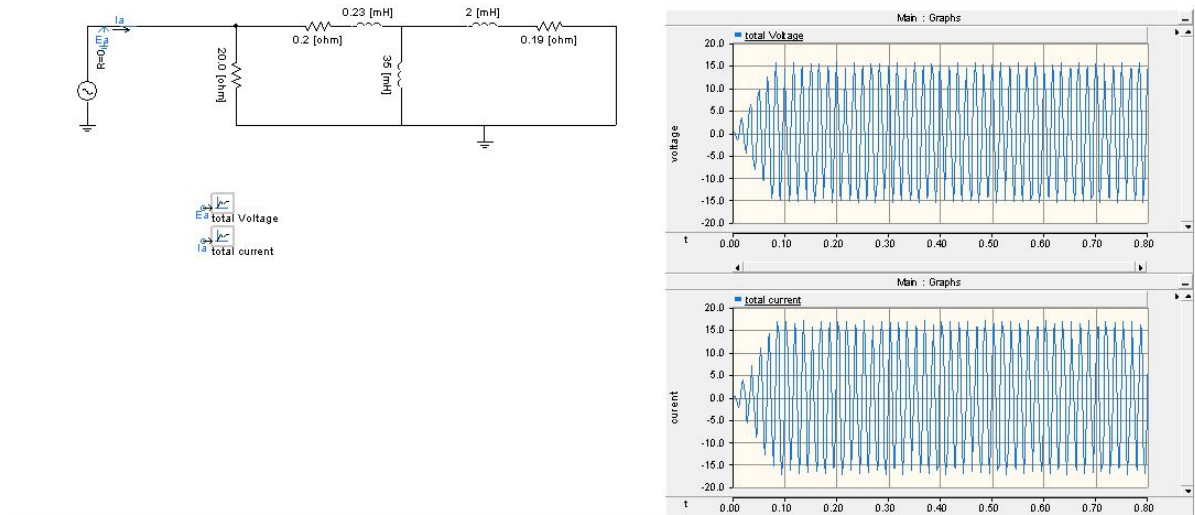 Ia
0.23 [mH]
2 [mH]
Ea
R=0
0.2 [ohm]
0.19 [ohm]
20.0 [ohm]
35 [mH]
Ea
total Voltage
Ia
total current
Main : Graphs
total Voltage
20.0
15.0
10.0
5.0
0.0
-5.0
-10.0
-15.0
-20.0
voltage
t
0.00 0.10 0.20 0.30 0.40 0.50 0.60 0.70 0.80
Main : Graphs
total current
20.0
15.0
10.0
5.0
0.0
-5.0
-10.0
-15.0
-20.0
curent
t
0.00 0.10 0.20 0.30 0.40 0.50 0.60 0.70 0.80